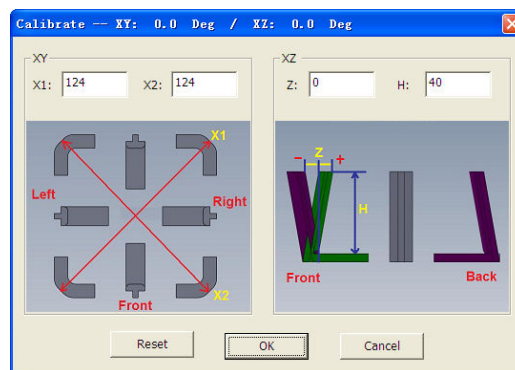 Calibrate -- XY: 0.0 Deg / XZ: 0.0 Deg
XY
X1: 124 X2: 124
XZ
Z: 0 H: 40
X1
Left
Right
Front
X2
- Z +
H
Front
Back
Reset
OK
Cancel